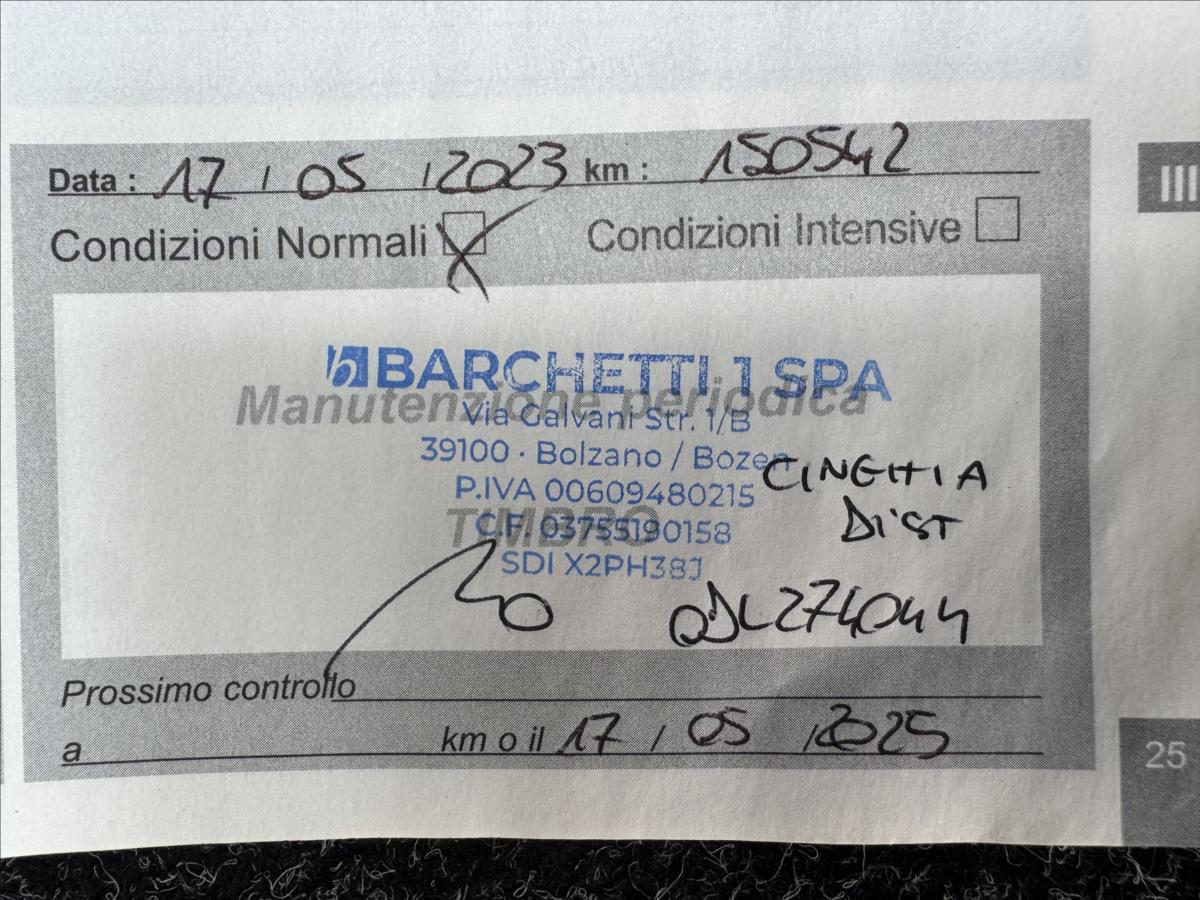 Data : 17 / 05 / 2023 km : 150542
Condizioni Normali Condizioni Intensive
III
BARCHETTI 1 SPA
Manutenzione periodica
Via Galvani Str. 1/B
39100 · Bolzano / Bozen
P.IVA 00609480215
CINGHIA
TIMBRO
C.F. 03755190158
DIST
SDI X2PH38J
ODL274044
Prossimo controllo
a km o il 17 / 05 / 2025
25